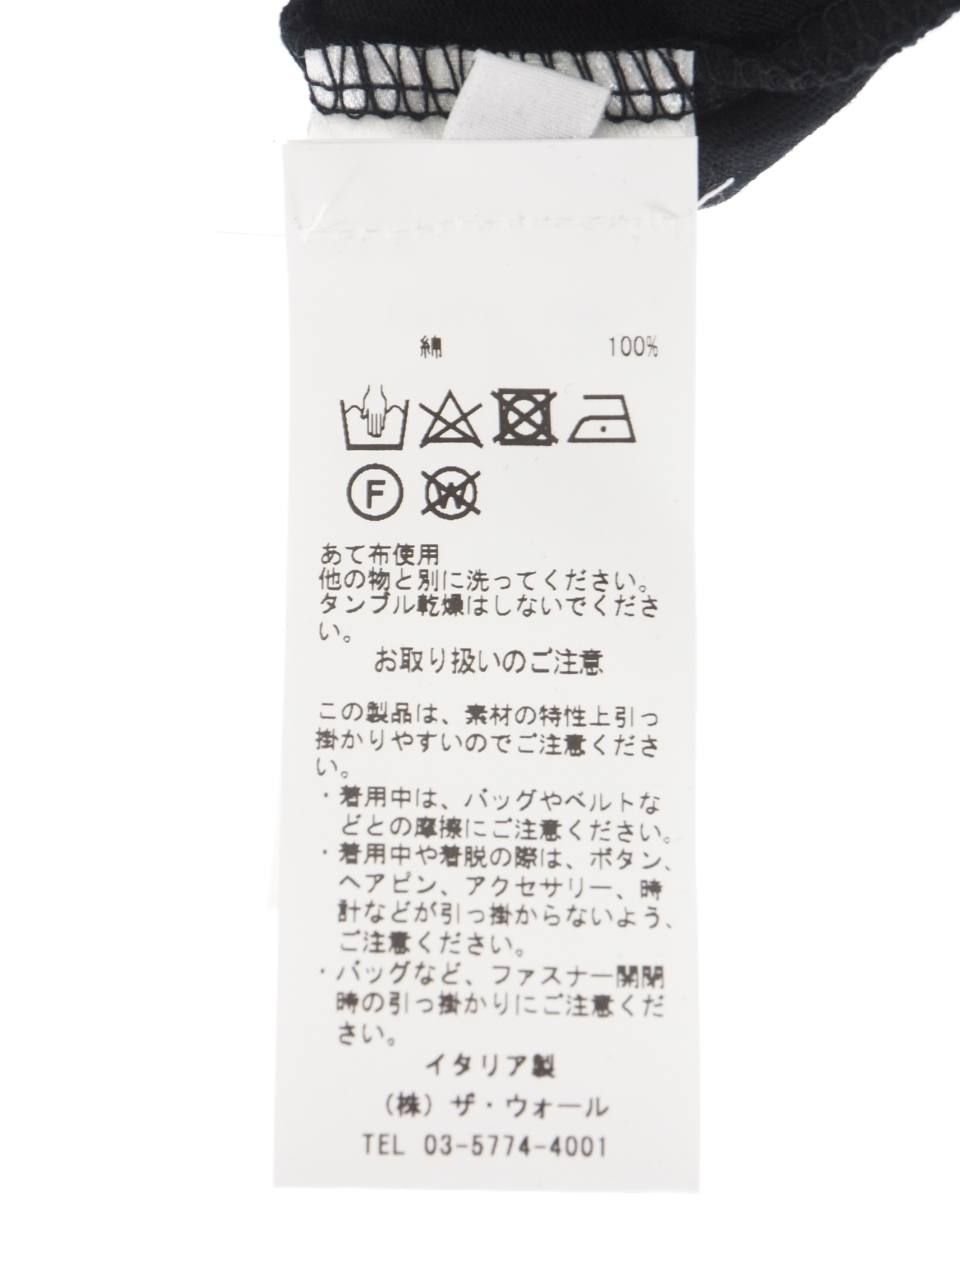 綿 100%
F W
あて布使用
他の物と別に洗ってください。
タンブル乾燥はしないでくださ
い。
お取り扱いのご注意
この製品は、素材の特性上引っ
掛かりやすいのでご注意くださ
い。
・着用中は、バッグやベルトな
どとの摩擦にご注意ください。
・着用中や着脱の際は、ボタン、
ヘアピン、アクセサリー、時
計などが引っ掛からないよう、
ご注意ください。
・バッグなど、ファスナー開閉
時の引っ掛かりにご注意くだ
さい。
イタリア製
（株）ザ・ウォール
TEL 03-5774-4001